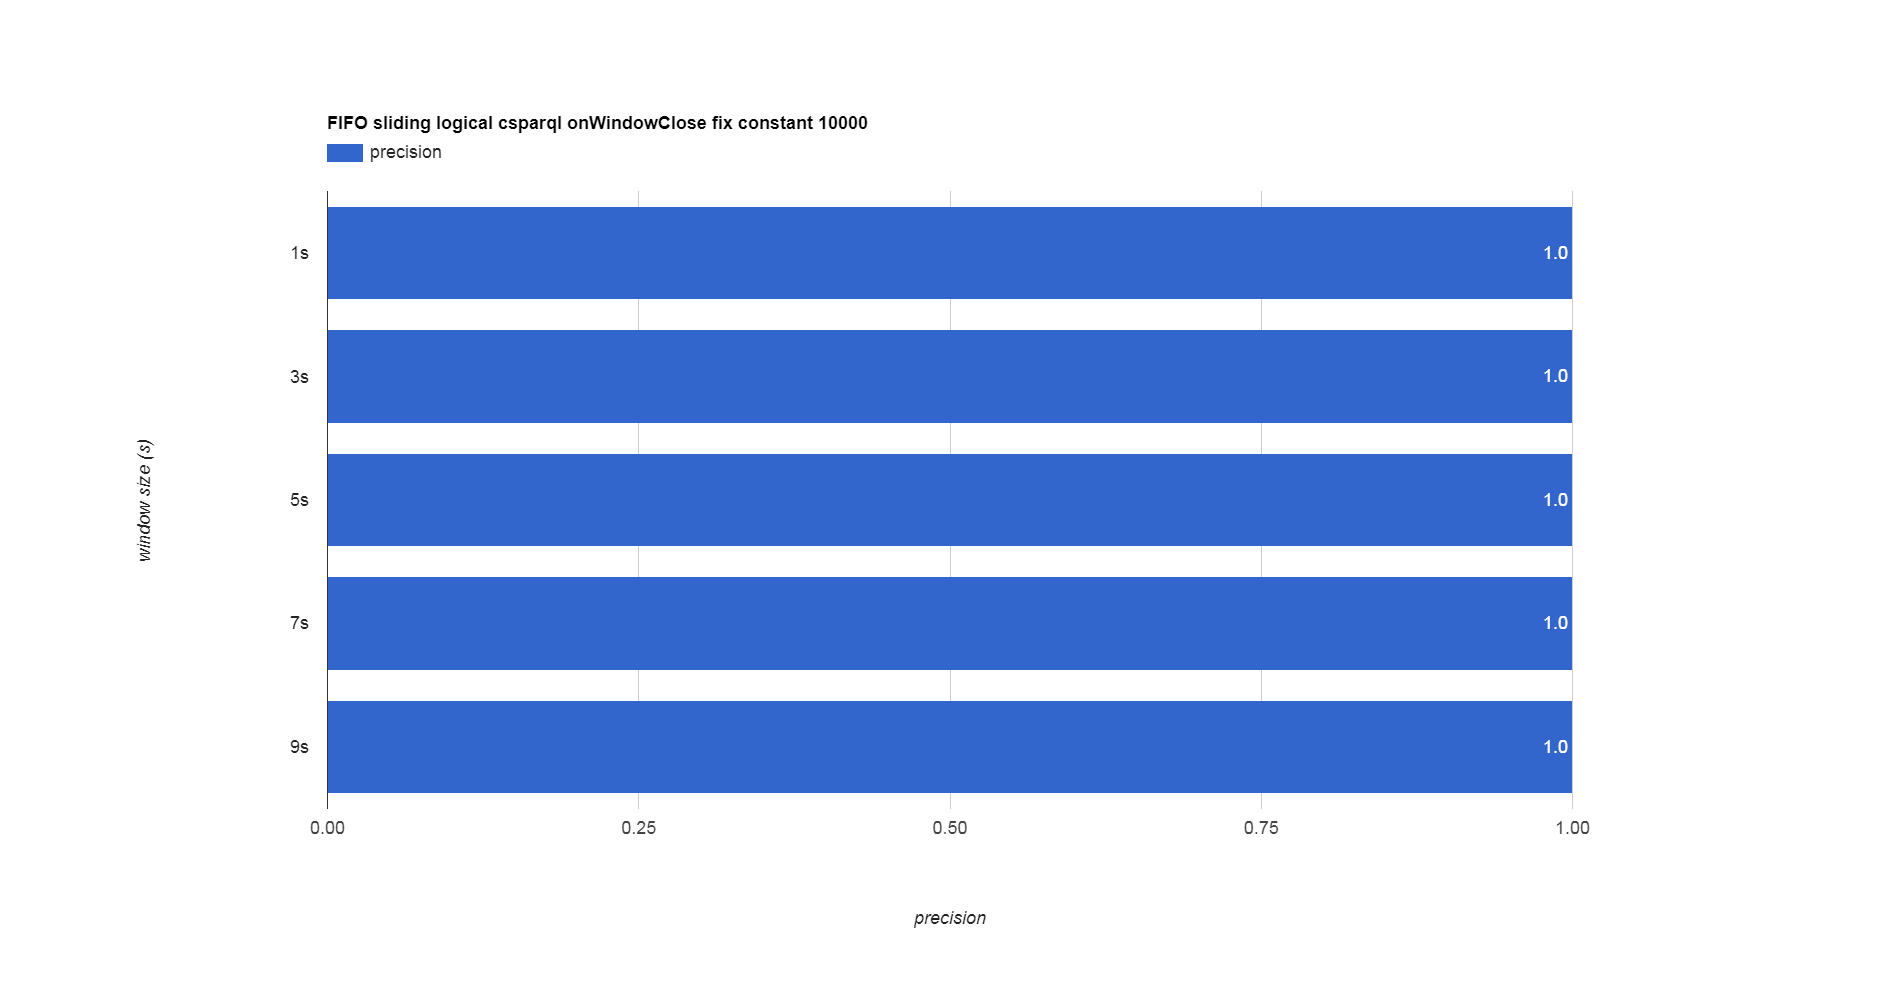 FIFO sliding logical csparql onWindowClose fix constant 10000
precision
window size (s)
1s
1.0
3s
1.0
5s
1.0
7s
1.0
9s
1.0
0.00 0.25 0.50 0.75 1.00
precision